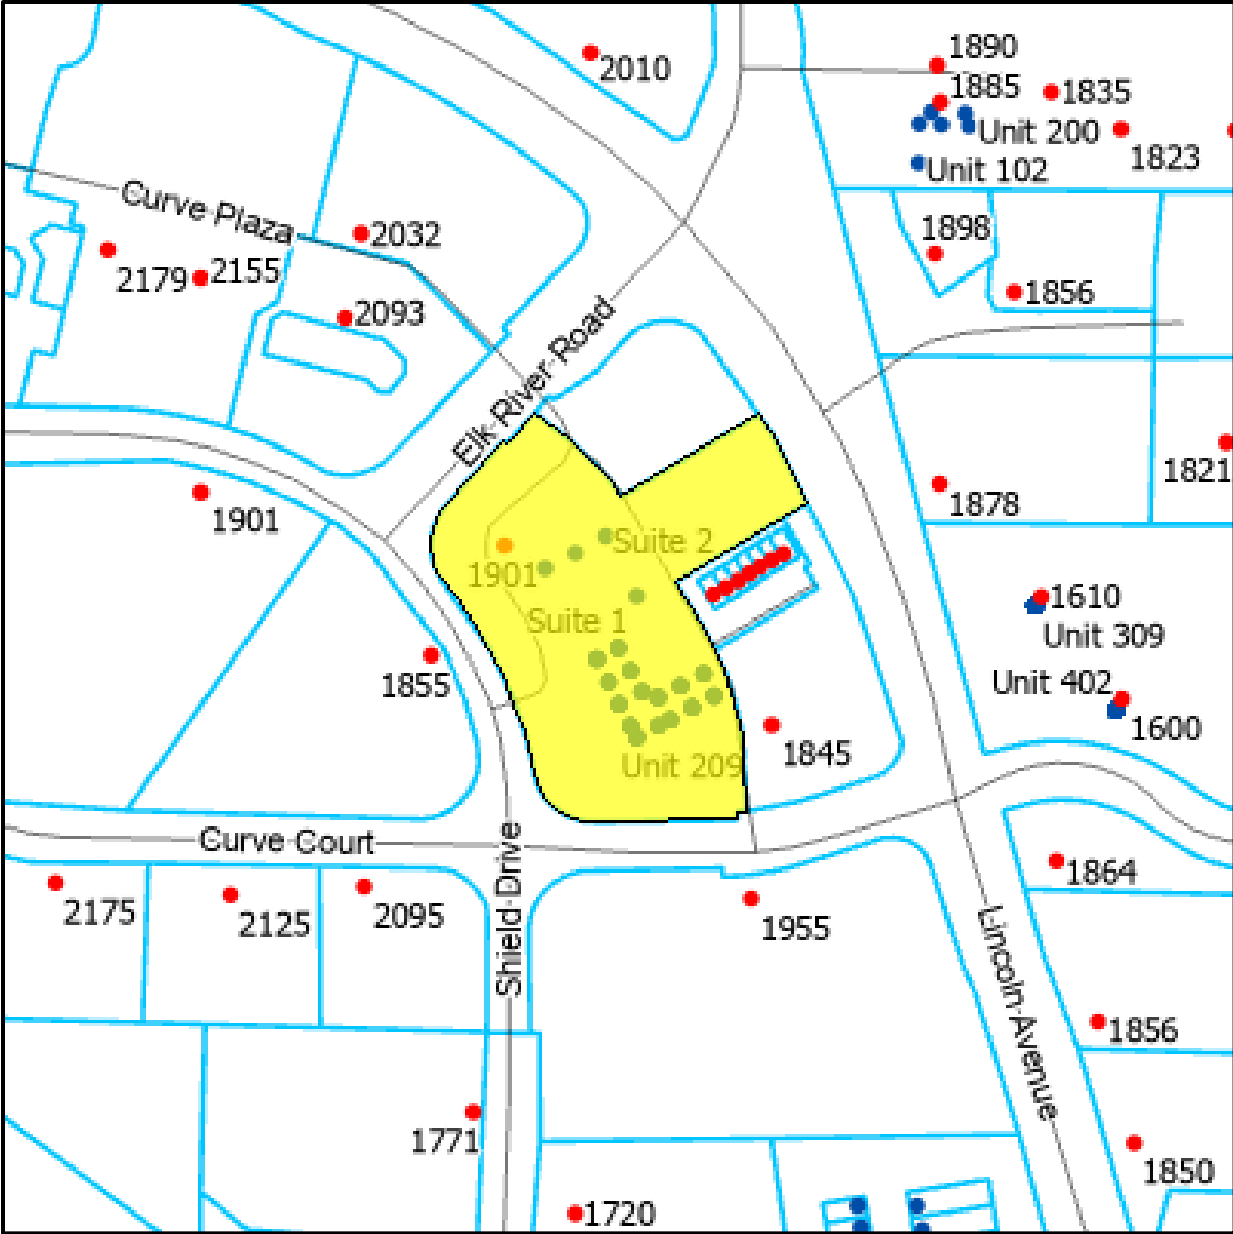 1890
2010
1885
1835
Unit 200
1823
Unit 102
Curve Plaza
2032
1898
2179
2155
1856
2093
Elk River Road
1821
1878
1901
Suite 2
1901
1610
Suite 1
Unit 309
1855
Unit 402
1600
1845
Unit 209
Curve Court
Shield Drive
1864
2175
2125
2095
1955
Lincoln Avenue
1856
1771
1850
1720